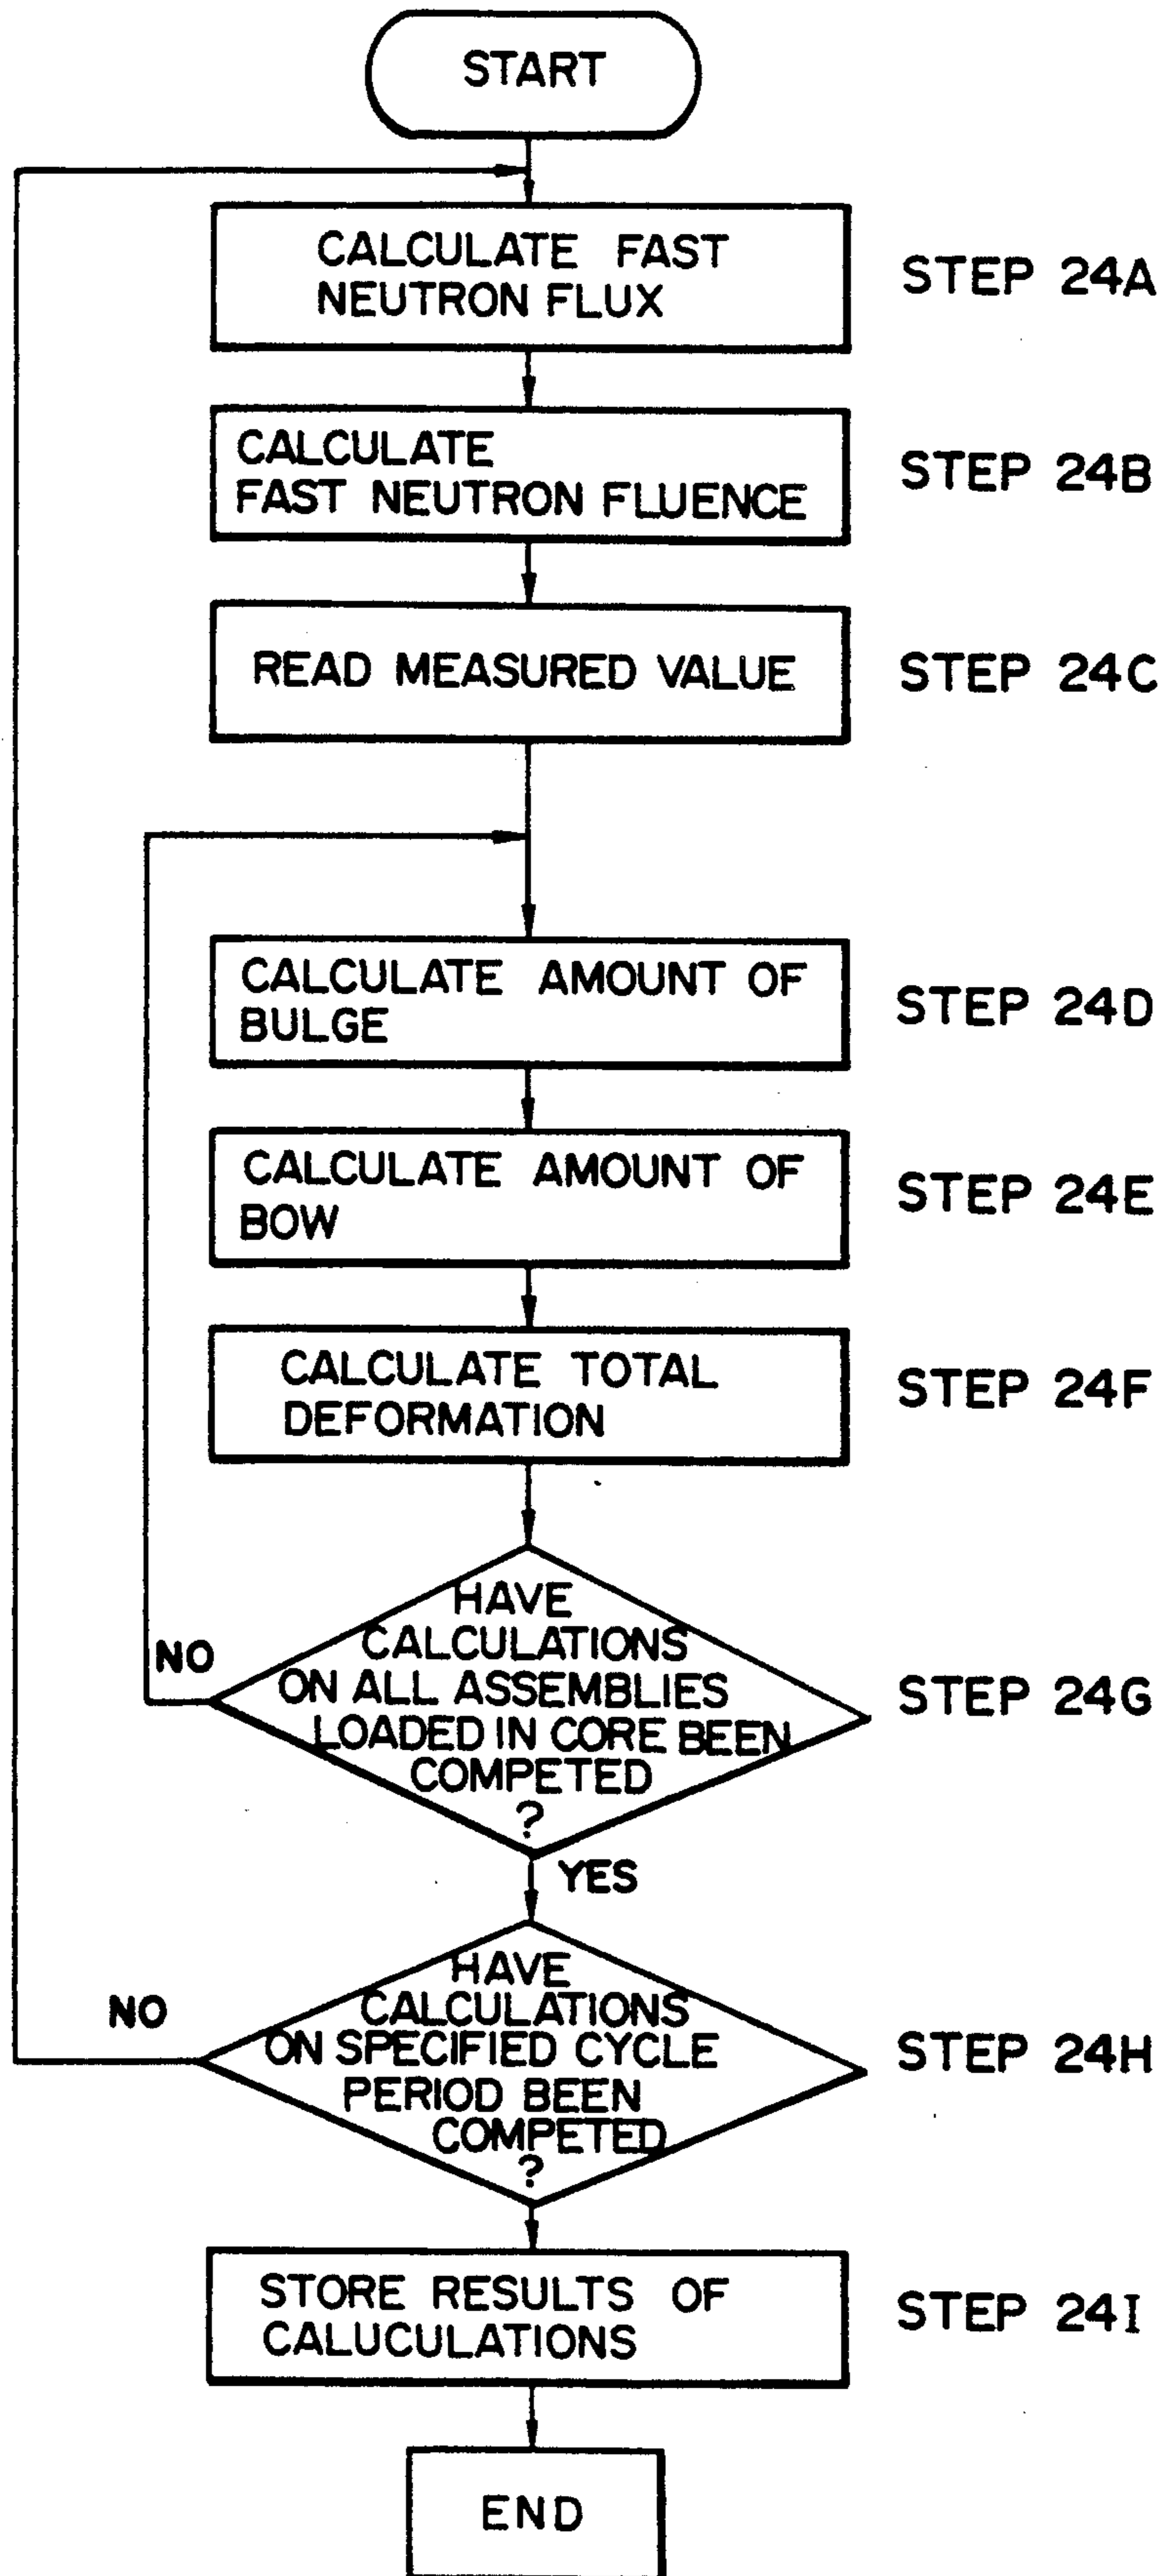 START
CALCULATE FAST
NEUTRON FLUX
STEP 24A
CALCULATE
FAST NEUTRON FLUENCE
STEP 24B
READ MEASURED VALUE
STEP 24C
CALCULATE AMOUNT OF
BULGE
STEP 24D
CALCULATE AMOUNT OF
BOW
STEP 24E
CALCULATE TOTAL
DEFORMATION
STEP 24F
HAVE
CALCULATIONS
ON ALL ASSEMBLIES
LOADED IN CORE BEEN
COMPETED
?
NO
STEP 24G
YES
HAVE
CALCULATIONS
ON SPECIFIED CYCLE
PERIOD BEEN
COMPETED
?
NO
STEP 24H
STORE RESULTS OF
CALUCULATIONS
STEP 24I
END